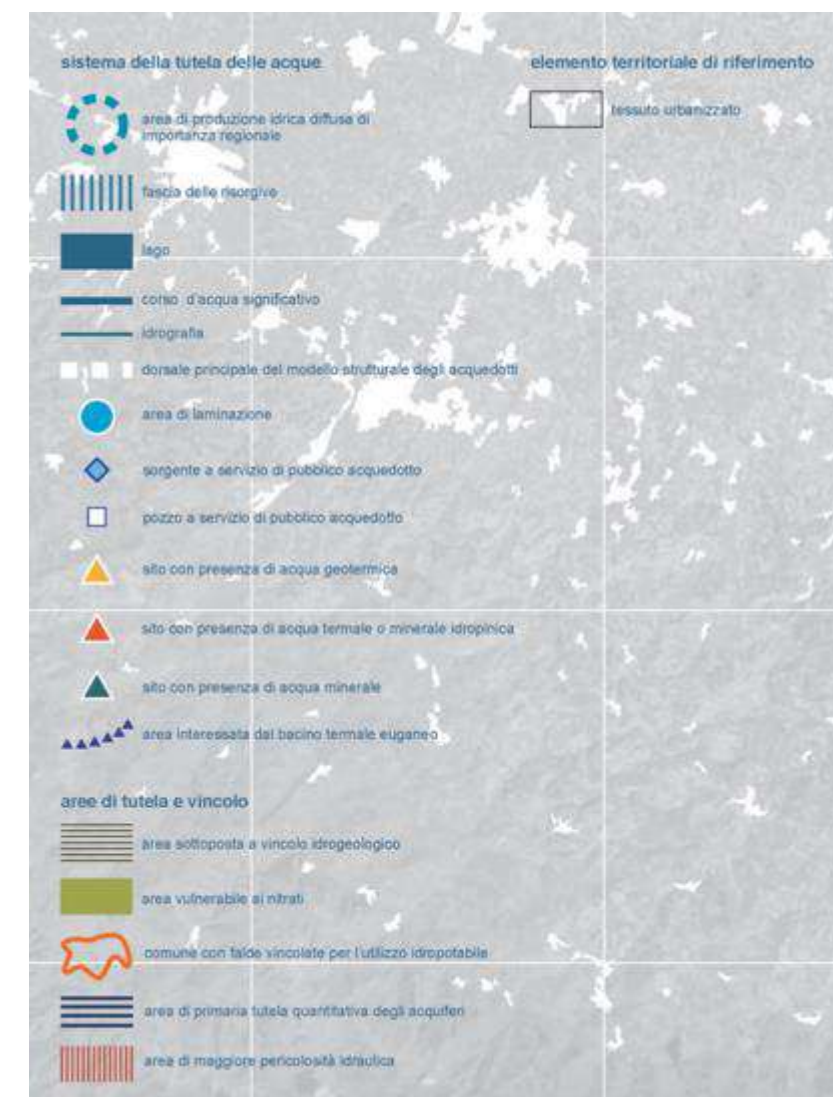 sistema della tutela delle acque
area di produzione idrica diffusa di
importanza regionale
fascia delle risorgive
lago
corso d'acqua significativo
idrografia
dorsale principale del modello strutturale degli acquedotti
area di laminazione
sorgente a servizio di pubblico acquedotto
pozzo a servizio di pubblico acquedotto
sito con presenza di acqua geotermica
sito con presenza di acqua termale o minerale idropinica
sito con presenza di acqua minerale
area interessata dal bacino termale euganeo
aree di tutela e vincolo
area sottoposta a vincolo idrogeologico
area vulnerabile ai nitrati
comune con falde vincolate per l'utilizzo idropotabile
area di primaria tutela quantitativa degli acquiferi
area di maggiore pericolosità idraulica
elemento territoriale di riferimento
tessuto urbanizzato